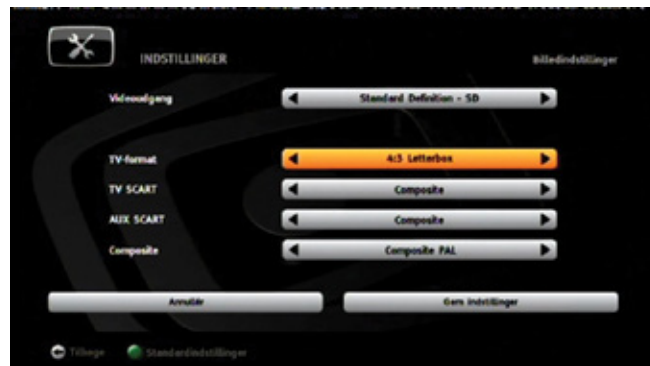 INDSTILLINGER
Billedindstillinger
Videoudgang
Standard Definition - SD
TV-format
4:3 Letterbox
TV SCART
Composite
AUX SCART
Composite
Composite
Composite PAL
Annullér
Gem indstillinger
Tilbage
Standardindstillinger